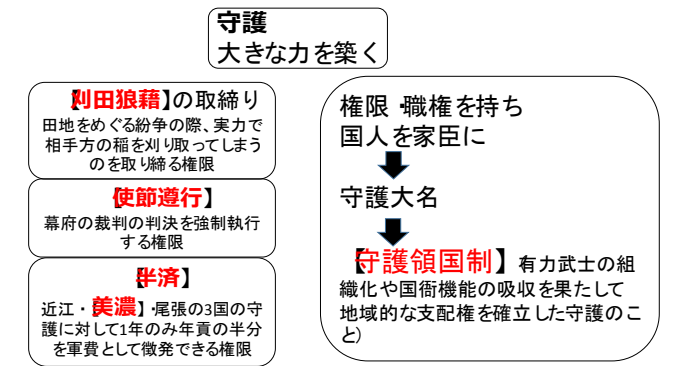 守護
大きな力を築く
【刈田狼藉】の取締り
田地をめぐる紛争の際、実力で
相手方の稲を刈り取ってしまう
のを取り締る権限
【使節遵行】
幕府の裁判の判決を強制執行
する権限
【半済】
近江・【美濃】・尾張の3国の守
護に対して1年のみ年貢の半分
を軍費として徴発できる権限
権限・職権を持ち
国人を家臣に
守護大名
【守護領国制】(有力武士の組
織化や国衙機能の吸収を果たして
地域的な支配権を確立した守護のこ
と)